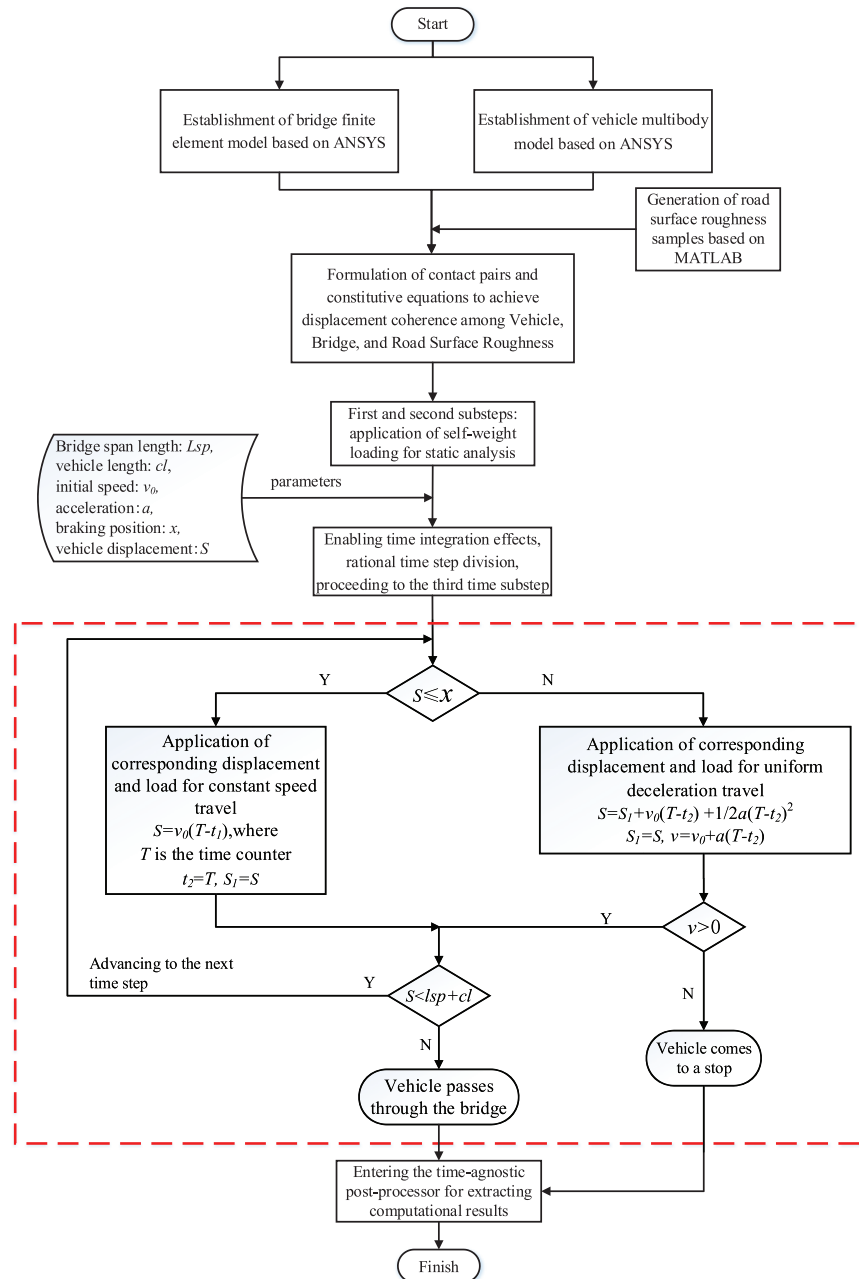 Start
Establishment of bridge finite
element model based on ANSYS
Establishment of vehicle multibody
model based on ANSYS
Generation of road
surface roughness
samples based on
MATLAB
Formulation of contact pairs and
constitutive equations to achieve
displacement coherence among Vehicle,
Bridge, and Road Surface Roughness
First and second substeps:
application of self-weight
loading for static analysis
Bridge span length: Lsp,
vehicle length: cl,
initial speed: v₀,
acceleration: a,
braking position: x,
vehicle displacement: S
parameters
Enabling time integration effects,
rational time step division,
proceeding to the third time substep
S≤x
Y
N
Application of
corresponding displacement
and load for constant speed
travel
S=v₀(T-t₁),where
T is the time counter
t₂=T, S₁=S
Application of corresponding
displacement and load for uniform
deceleration travel
S=S₁+v₀(T-t₂) +1/2a(T-t₂)²
S₁=S, v=v₀+a(T-t₂)
v>0
Y
N
Advancing to the next
time step
Y
S<lsp+cl
N
Vehicle comes
to a stop
Vehicle passes
through the bridge
Entering the time-agnostic
post-processor for extracting
computational results
Finish